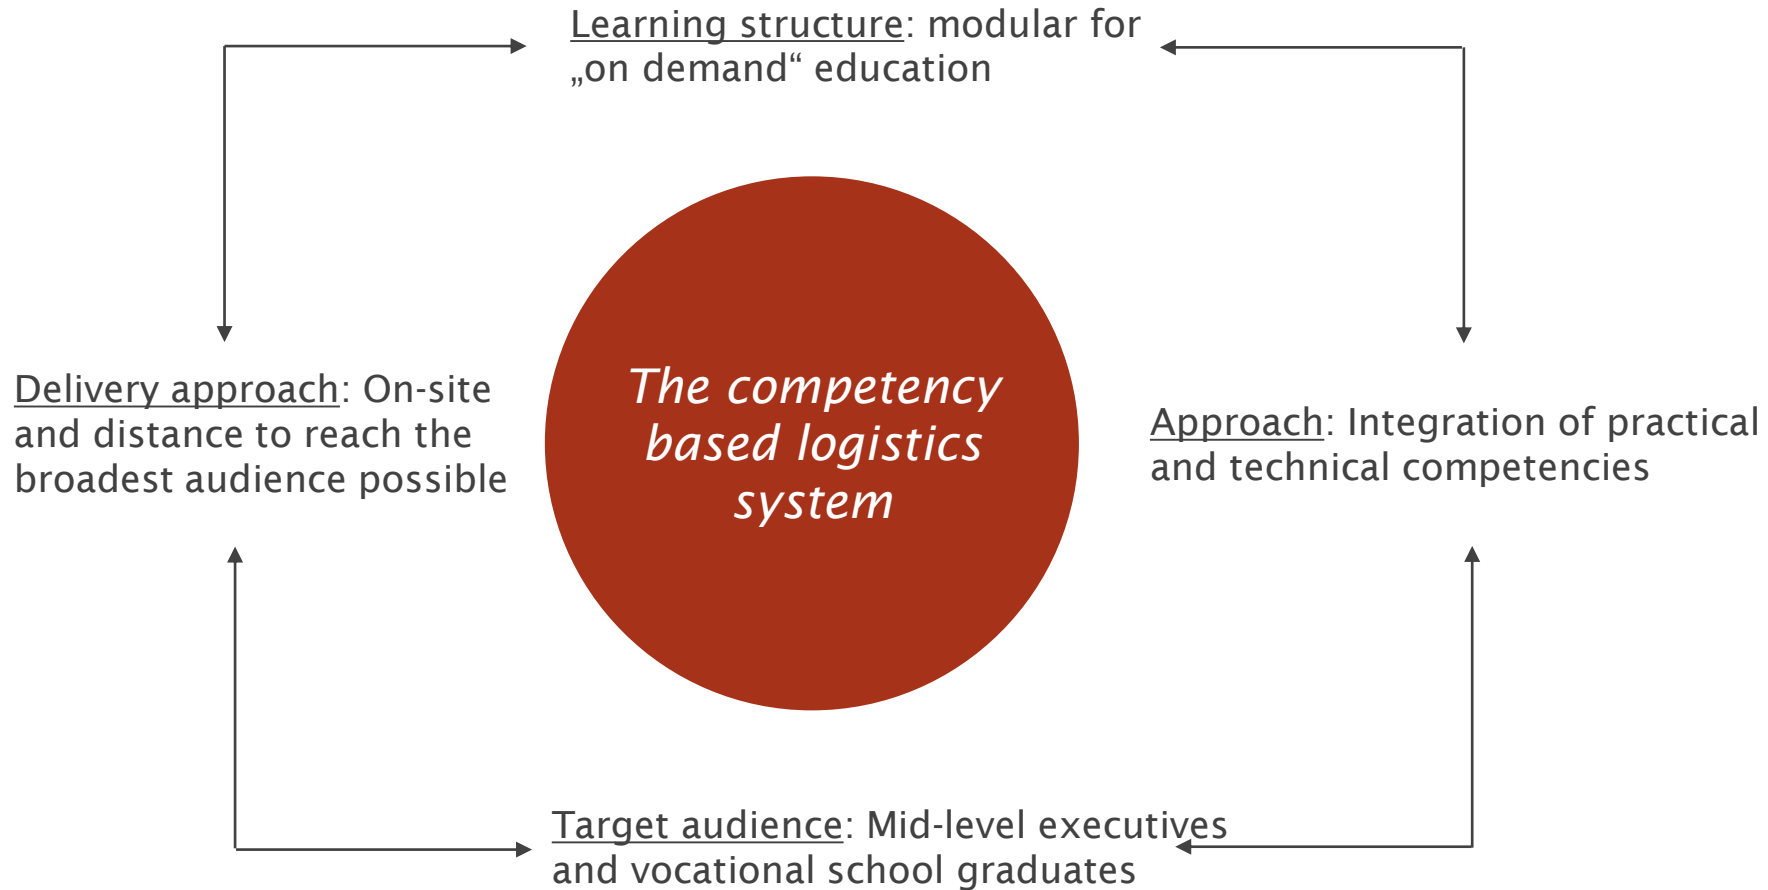 Learning structure: modular for
„on demand“ education
Delivery approach: On-site
and distance to reach the
broadest audience possible
The competency
based logistics
system
Approach: Integration of practical
and technical competencies
Target audience: Mid-level executives
and vocational school graduates